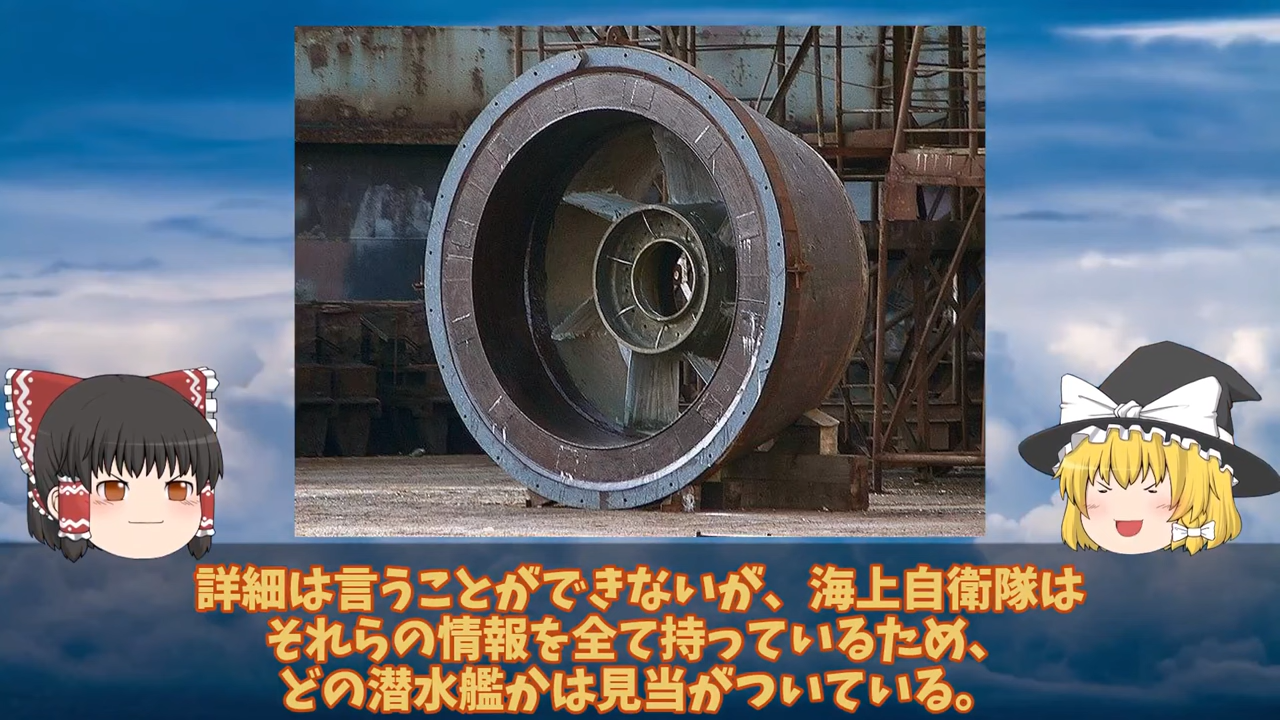 詳細は言うことができないが、海上自衛隊は
それらの情報を全て持っているため、
どの潜水艦かは見当がついている。